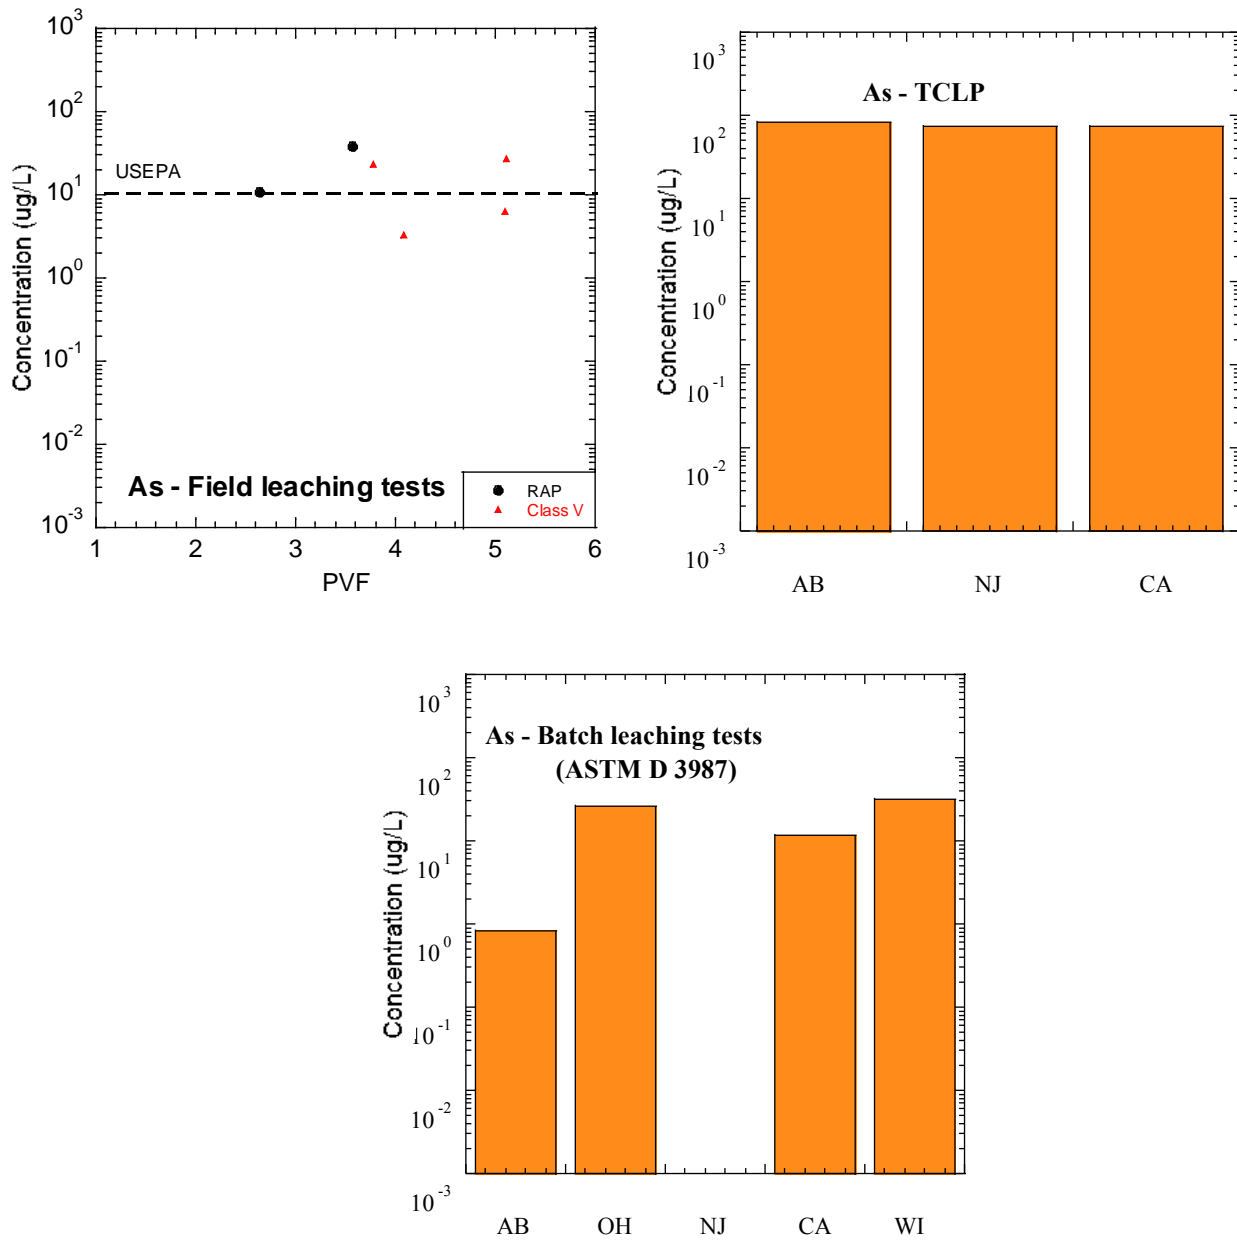 10^3
10^2
10^1
10^0
10^-1
10^-2
10^-3
Concentration (ug/L)
USEPA
As - Field leaching tests
RAP
Class V
1 2 3 4 5 6
PVF
10^3
10^2
10^1
10^0
10^-1
10^-2
10^-3
Concentration (ug/L)
As - TCLP
AB NJ CA
10^3
10^2
10^1
10^0
10^-1
10^-2
10^-3
Concentration (ug/L)
As - Batch leaching tests
(ASTM D 3987)
AB OH NJ CA WI